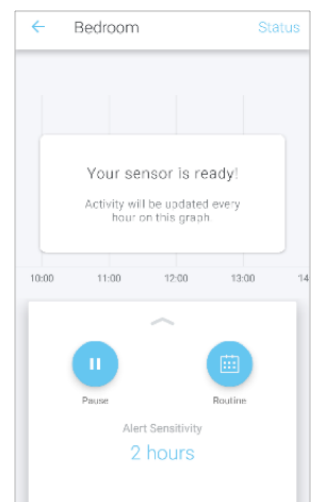 Bedroom Status
Your sensor is ready!
Activity will be updated every
hour on this graph.
10:00 11:00 12:00 13:00 14
Pause Routine
Alert Sensitivity
2 hours